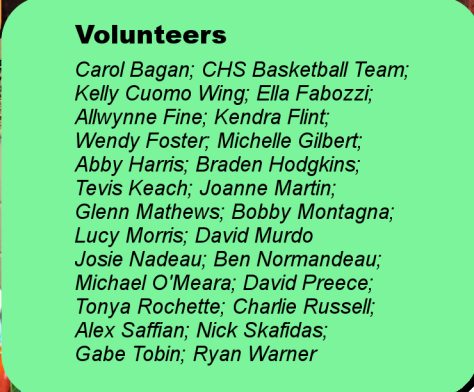 Volunteers
Carol Bagan; CHS Basketball Team;
Kelly Cuomo Wing; Ella Fabozzi;
Allwynne Fine; Kendra Flint;
Wendy Foster; Michelle Gilbert;
Abby Harris; Braden Hodgkins;
Tevis Keach; Joanne Martin;
Glenn Mathews; Bobby Montagna;
Lucy Morris; David Murdo
Josie Nadeau; Ben Normandeau;
Michael O'Meara; David Preece;
Tonya Rochette; Charlie Russell;
Alex Saffian; Nick Skafidas;
Gabe Tobin; Ryan Warner